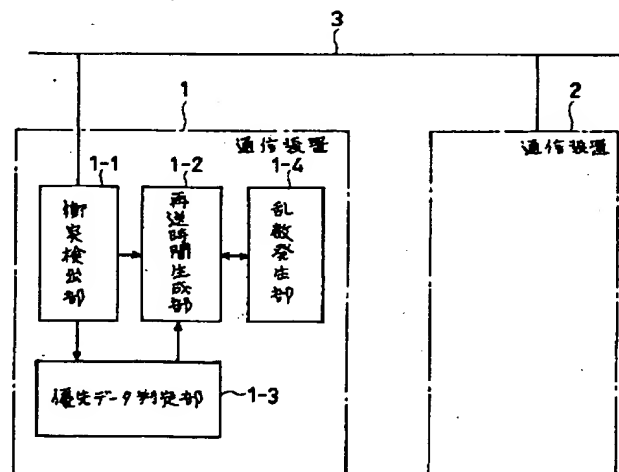 3
1
2
通信装置
通信装置
1-1
1-2
1-4
衝突検出部
再送時間生成部
乱数発生部
優先データ判定部
1-3